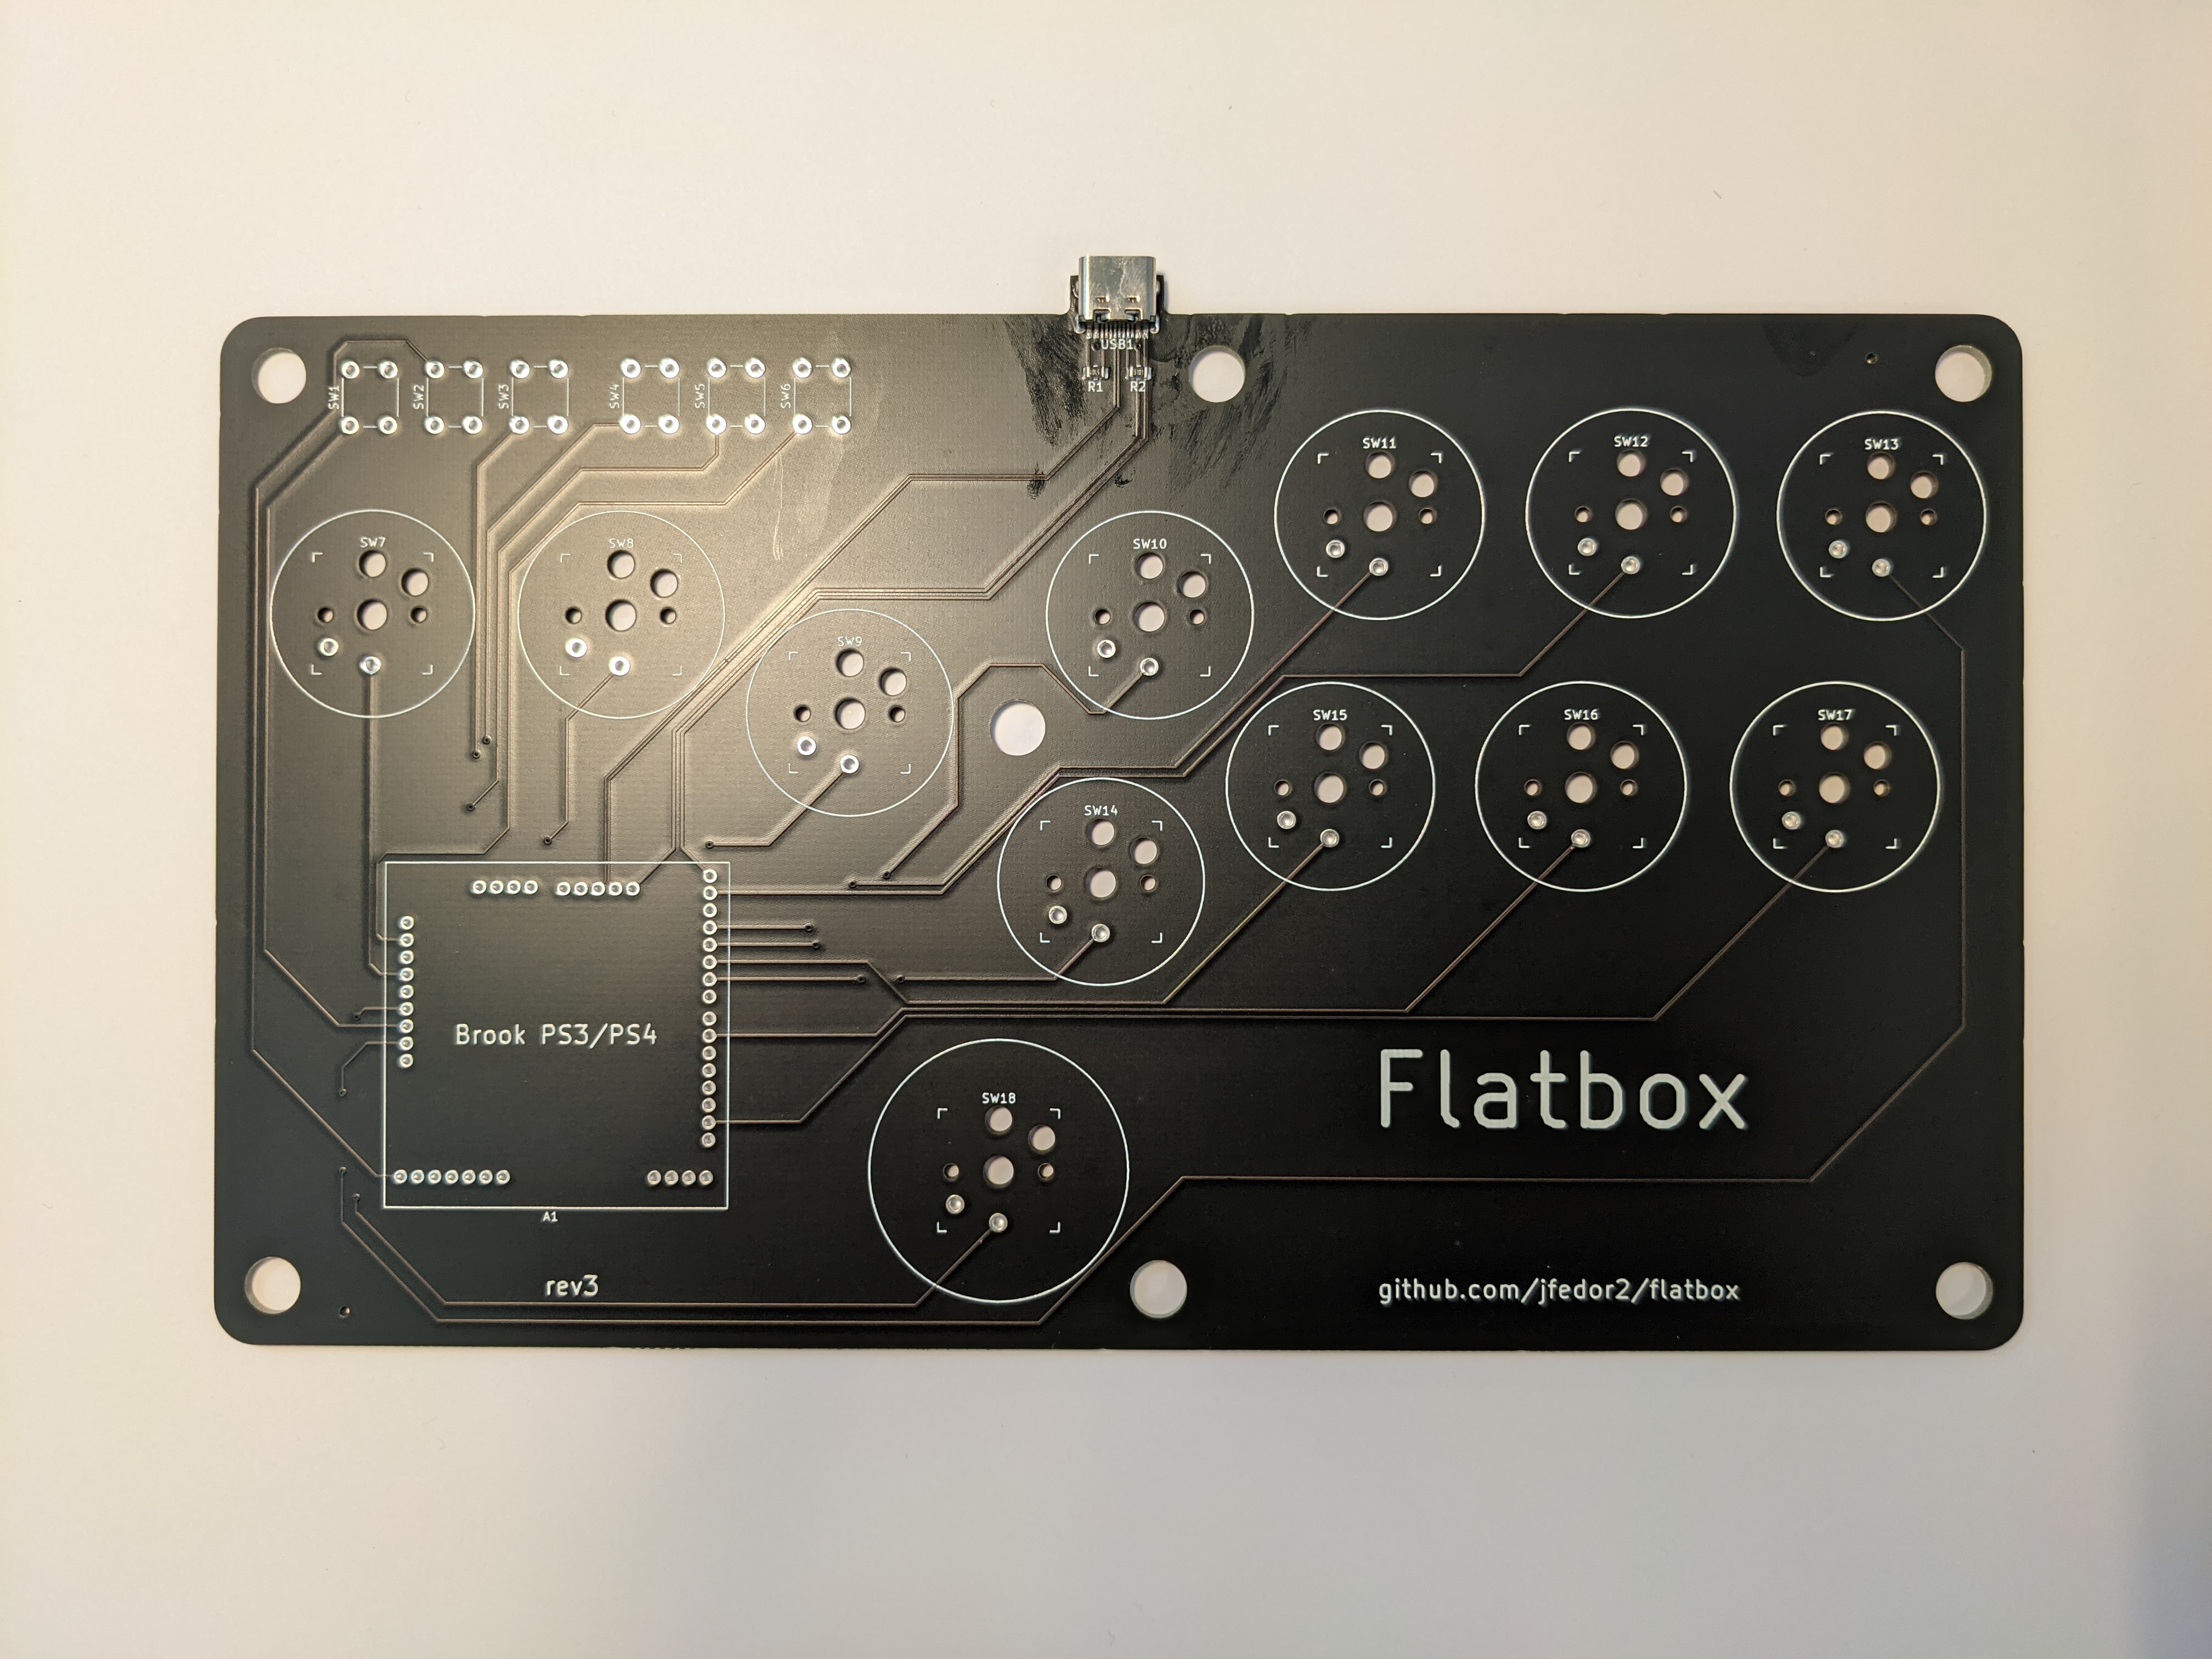 USB1
R1 R2
SW1 SW2 SW3 SW4 SW5 SW6
SW11 SW12 SW13
SW7 SW8 SW10
SW9
SW15 SW16 SW17
SW14
Brook PS3/PS4
Flatbox
SW18
A1
rev3
github.com/jfedor2/flatbox